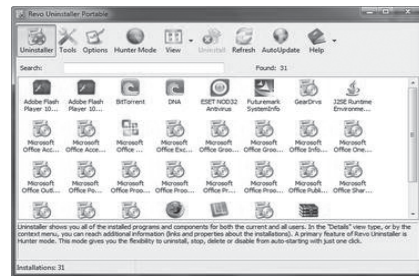 Revo Uninstaller Portable
Uninstaller Tools Options Hunter Mode View Uninstall Refresh AutoUpdate Help
Search: Found: 31
Adobe Flash Player 10... Adobe Flash Player 10... BitTorrent DNA ESET NOD32 Antivirus Futuremark SystemInfo GearDrvs J2SE Runtime Environme...
Microsoft Office Acc... Microsoft Office Acce... Microsoft Office ... Microsoft Office Exc... Microsoft Office Groo... Microsoft Office Groo... Microsoft Office Info... Microsoft Office One...
Microsoft Office Outl... Microsoft Office Po... Microsoft Office Proo... Microsoft Office Proo... Microsoft Office Pr... Microsoft Office Proo... Microsoft Office Publ... Microsoft Office Shar...
Uninstaller shows you all of the installed programs and components for both the current and all users. In the "Details" view type, or by the
context menu, you can reach additional information (links and properties about the installations). A primary feature of Revo Uninstaller is
Hunter mode. This mode gives you the flexibility to uninstall, stop, delete or disable from auto-starting with just one click.
Installations: 31